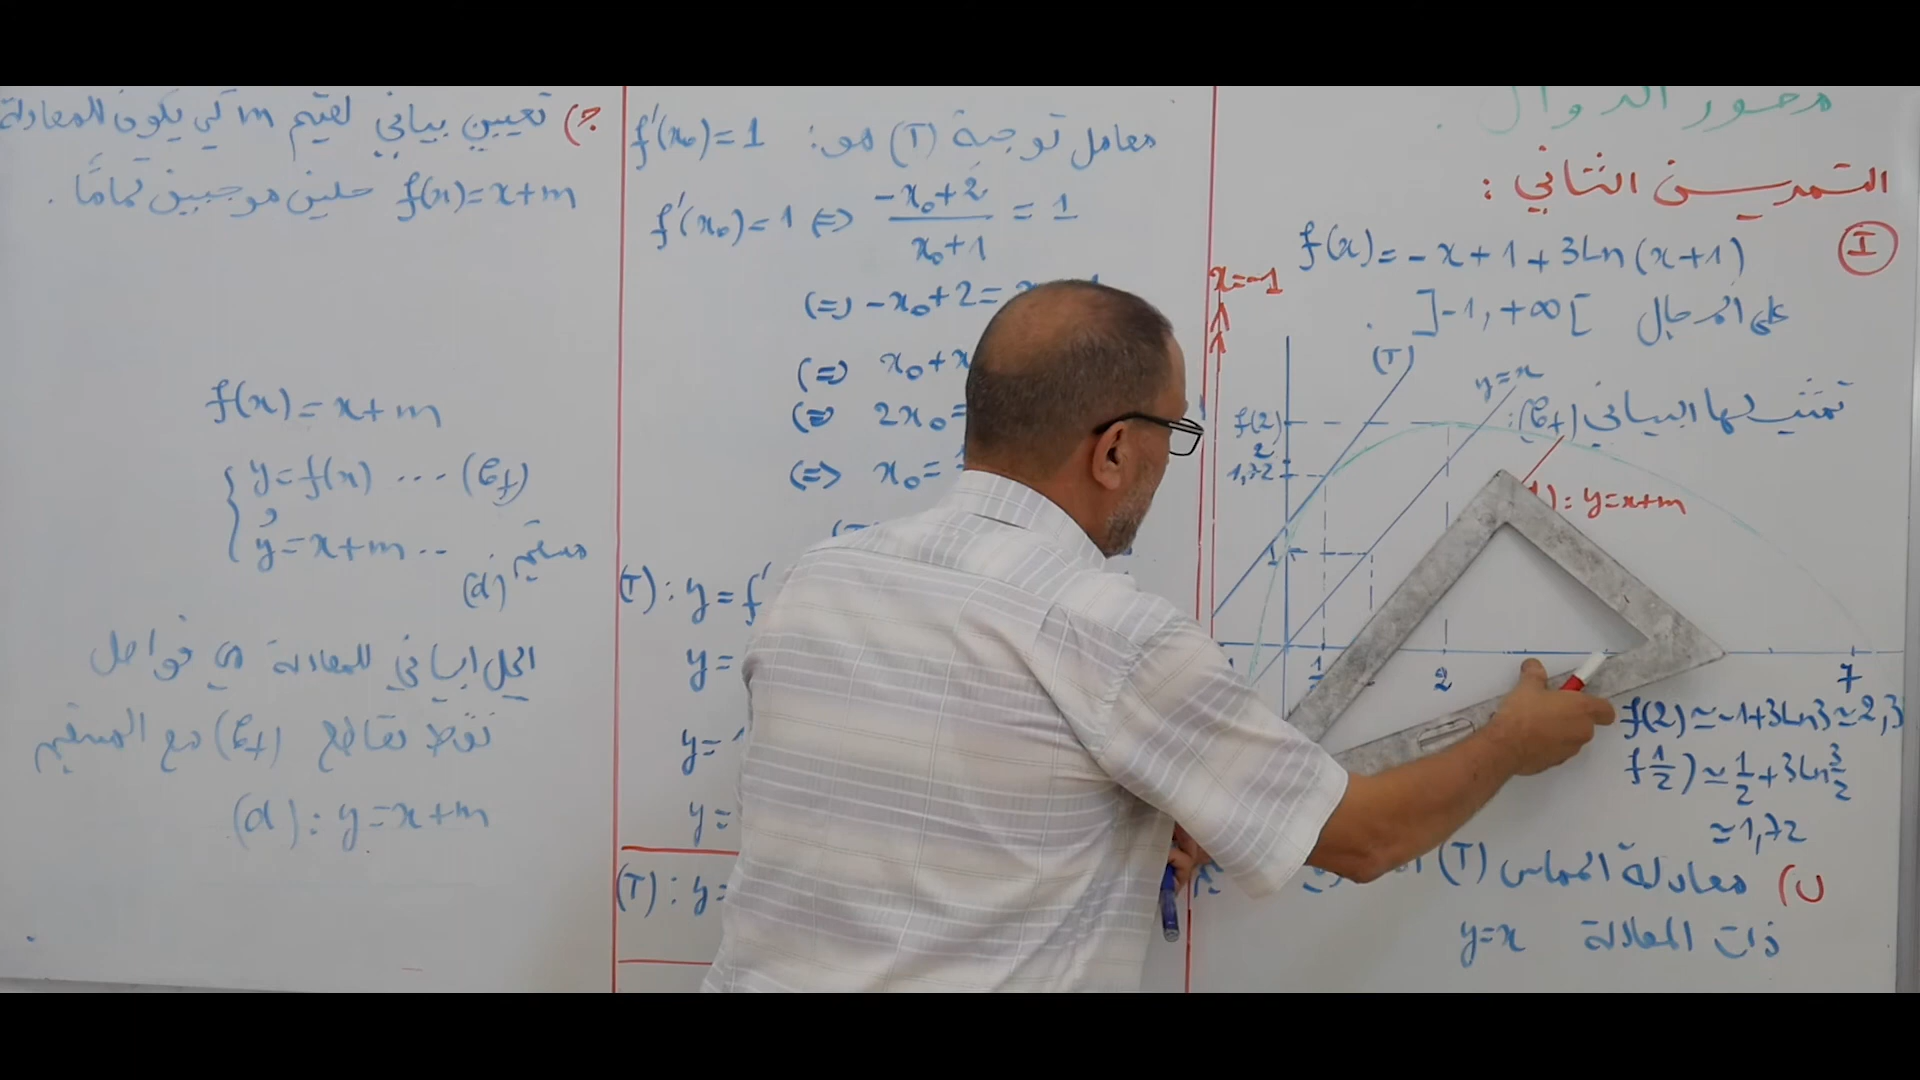 محور الدوال
التمرين الثاني :
I
f(x) = -x+1+3Ln(x+1)
على المجال ]-1, +∞[ .
تمثيلها البياني (Cf):
x=-1
(T)
y=x
f(2)
2
1,72
1
: y=x+m
1
2
7
f(2) ≃ -1+3Ln3 ≃ 2,3
f 1/2) ≃ 1/2 + 3Ln 3/2
≃ 1,72
ب) معادلة المماس (T)
ذات المعادلة y=x
معامل توجيه (T) هو: f'(x₀)=1
f'(x₀)=1 ⇔ (-x₀+2)/(x₀+1) = 1
(=) -x₀+2=
(=) x₀+x
(=) 2x₀=
(=) x₀=
(T): y=f'
y=
y=
y=
(T): y=
ج) تعيين بياني لقيم m كي يكون للمعادلة
f(x)=x+m حلين موجبين تمامًا .
f(x)=x+m
y=f(x) ... (Cf)
y=x+m .. مستقيم (d)
الحل البياني للمعادلة هي فواصل
نقط تقاطع (Cf) مع المستقيم
(d): y=x+m